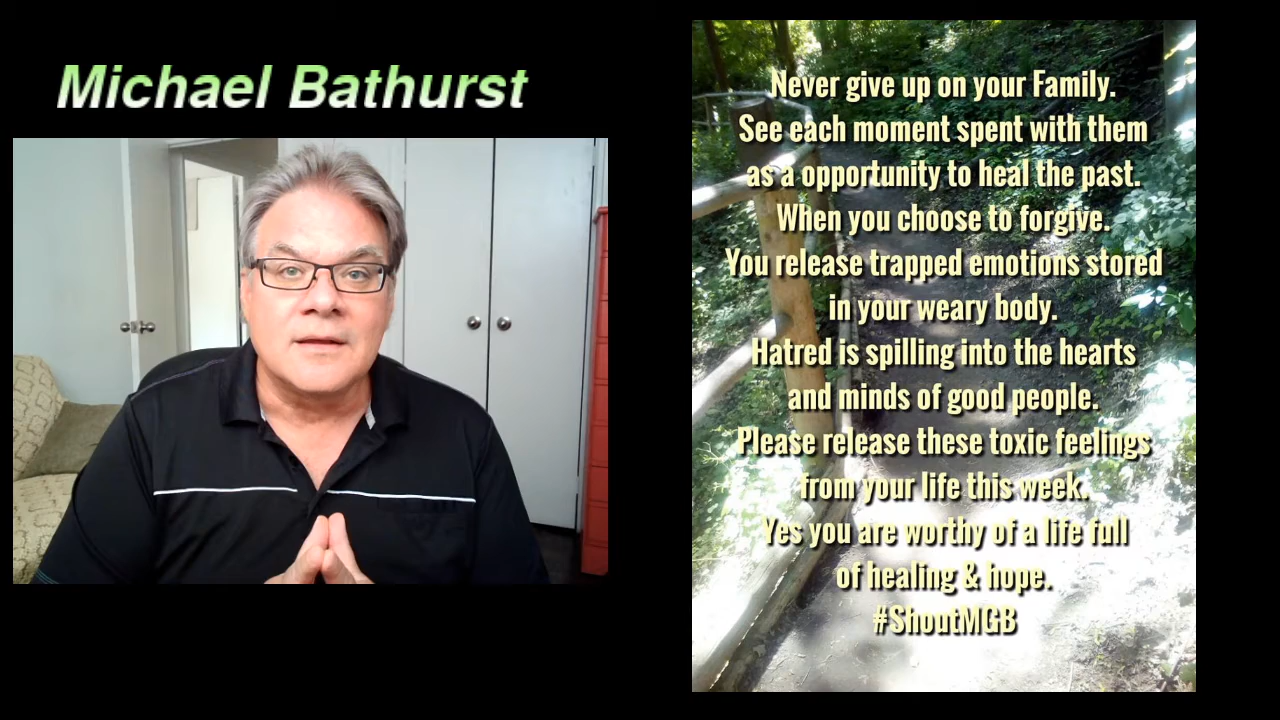 Michael Bathurst
Never give up on your Family.
See each moment spent with them
as a opportunity to heal the past.
When you choose to forgive.
You release trapped emotions stored
in your weary body.
Hatred is spilling into the hearts
and minds of good people.
Please release these toxic feelings
from your life this week.
Yes you are worthy of a life full
of healing & hope.
#ShoutMGB